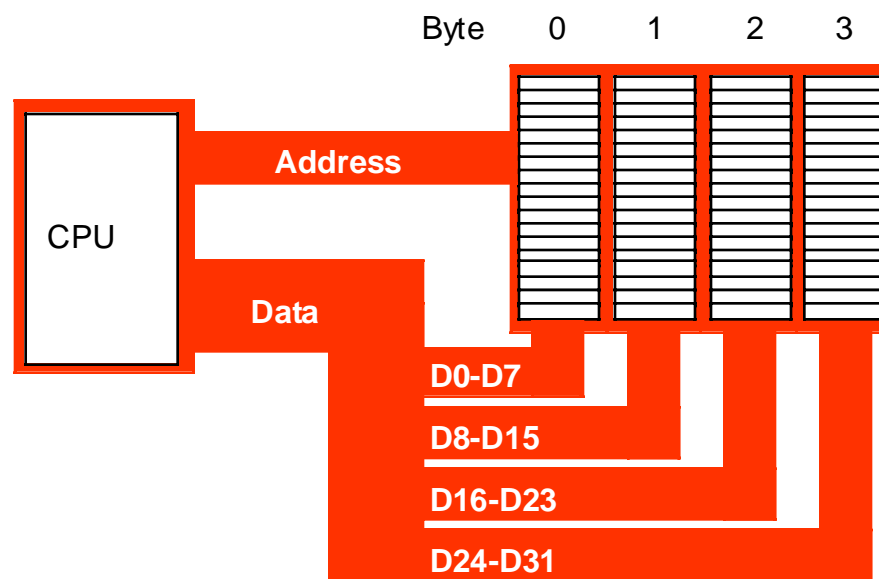 Byte 0 1 2 3
Address
CPU
Data
D0-D7
D8-D15
D16-D23
D24-D31